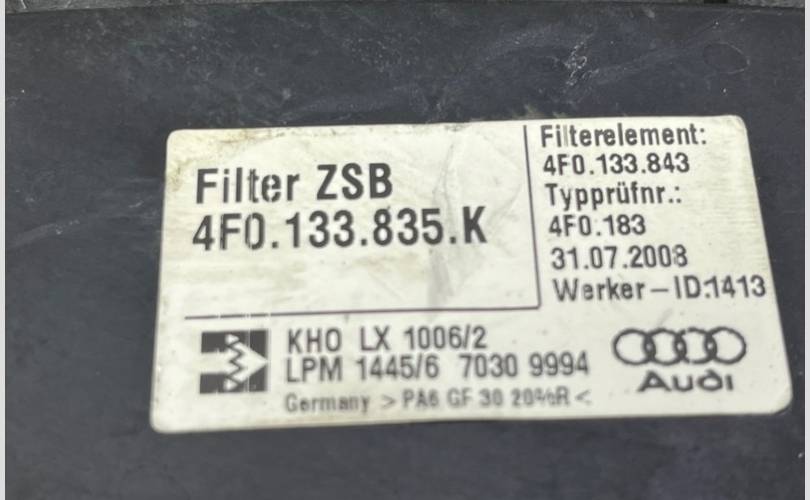 Filter ZSB
4F0.133.835.K
Filterelement:
4F0.133.843
Typprüfnr.:
4F0.183
31.07.2008
Werker-ID:1413
KHO LX 1006/2
LPM 1445/6 7030 9994
Germany >PA6 GF 30 20%R<
Audi